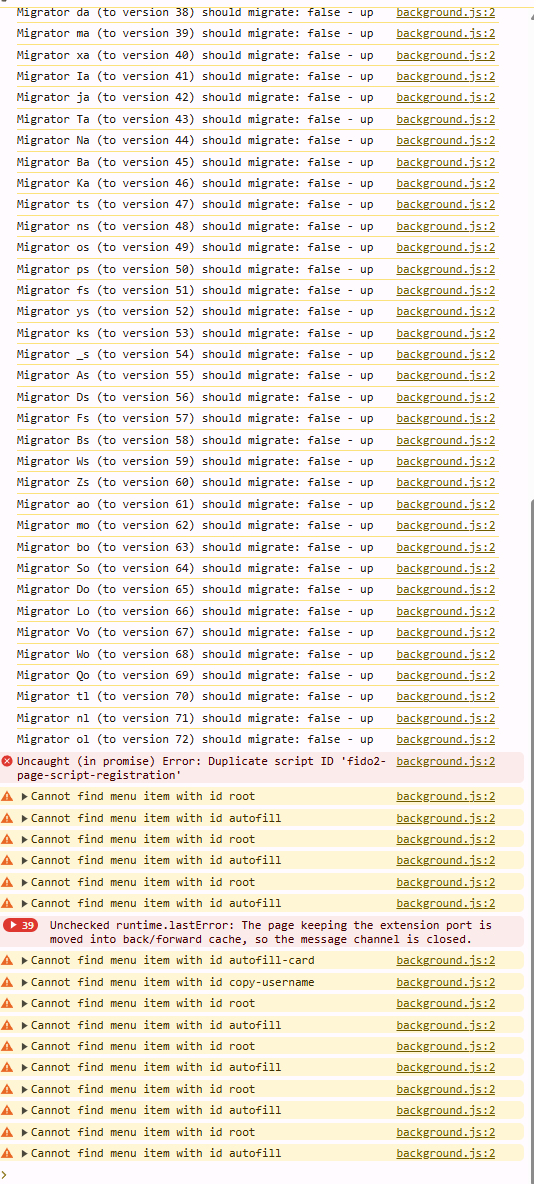 Migrator da (to version 38) should migrate: false - up background.js:2
Migrator ma (to version 39) should migrate: false - up background.js:2
Migrator xa (to version 40) should migrate: false - up background.js:2
Migrator Ia (to version 41) should migrate: false - up background.js:2
Migrator ja (to version 42) should migrate: false - up background.js:2
Migrator Ta (to version 43) should migrate: false - up background.js:2
Migrator Na (to version 44) should migrate: false - up background.js:2
Migrator Ba (to version 45) should migrate: false - up background.js:2
Migrator Ka (to version 46) should migrate: false - up background.js:2
Migrator ts (to version 47) should migrate: false - up background.js:2
Migrator ns (to version 48) should migrate: false - up background.js:2
Migrator os (to version 49) should migrate: false - up background.js:2
Migrator ps (to version 50) should migrate: false - up background.js:2
Migrator fs (to version 51) should migrate: false - up background.js:2
Migrator ys (to version 52) should migrate: false - up background.js:2
Migrator ks (to version 53) should migrate: false - up background.js:2
Migrator _s (to version 54) should migrate: false - up background.js:2
Migrator As (to version 55) should migrate: false - up background.js:2
Migrator Ds (to version 56) should migrate: false - up background.js:2
Migrator Fs (to version 57) should migrate: false - up background.js:2
Migrator Bs (to version 58) should migrate: false - up background.js:2
Migrator Ws (to version 59) should migrate: false - up background.js:2
Migrator Zs (to version 60) should migrate: false - up background.js:2
Migrator ao (to version 61) should migrate: false - up background.js:2
Migrator mo (to version 62) should migrate: false - up background.js:2
Migrator bo (to version 63) should migrate: false - up background.js:2
Migrator So (to version 64) should migrate: false - up background.js:2
Migrator Do (to version 65) should migrate: false - up background.js:2
Migrator Lo (to version 66) should migrate: false - up background.js:2
Migrator Vo (to version 67) should migrate: false - up background.js:2
Migrator Wo (to version 68) should migrate: false - up background.js:2
Migrator Qo (to version 69) should migrate: false - up background.js:2
Migrator tl (to version 70) should migrate: false - up background.js:2
Migrator nl (to version 71) should migrate: false - up background.js:2
Migrator ol (to version 72) should migrate: false - up background.js:2
Uncaught (in promise) Error: Duplicate script ID 'fido2- background.js:2
page-script-registration'
Cannot find menu item with id root background.js:2
Cannot find menu item with id autofill background.js:2
Cannot find menu item with id root background.js:2
Cannot find menu item with id autofill background.js:2
Cannot find menu item with id root background.js:2
Cannot find menu item with id autofill background.js:2
39 Unchecked runtime.lastError: The page keeping the extension port is
moved into back/forward cache, so the message channel is closed.
Cannot find menu item with id autofill-card background.js:2
Cannot find menu item with id copy-username background.js:2
Cannot find menu item with id root background.js:2
Cannot find menu item with id autofill background.js:2
Cannot find menu item with id root background.js:2
Cannot find menu item with id autofill background.js:2
Cannot find menu item with id root background.js:2
Cannot find menu item with id autofill background.js:2
Cannot find menu item with id root background.js:2
Cannot find menu item with id autofill background.js:2